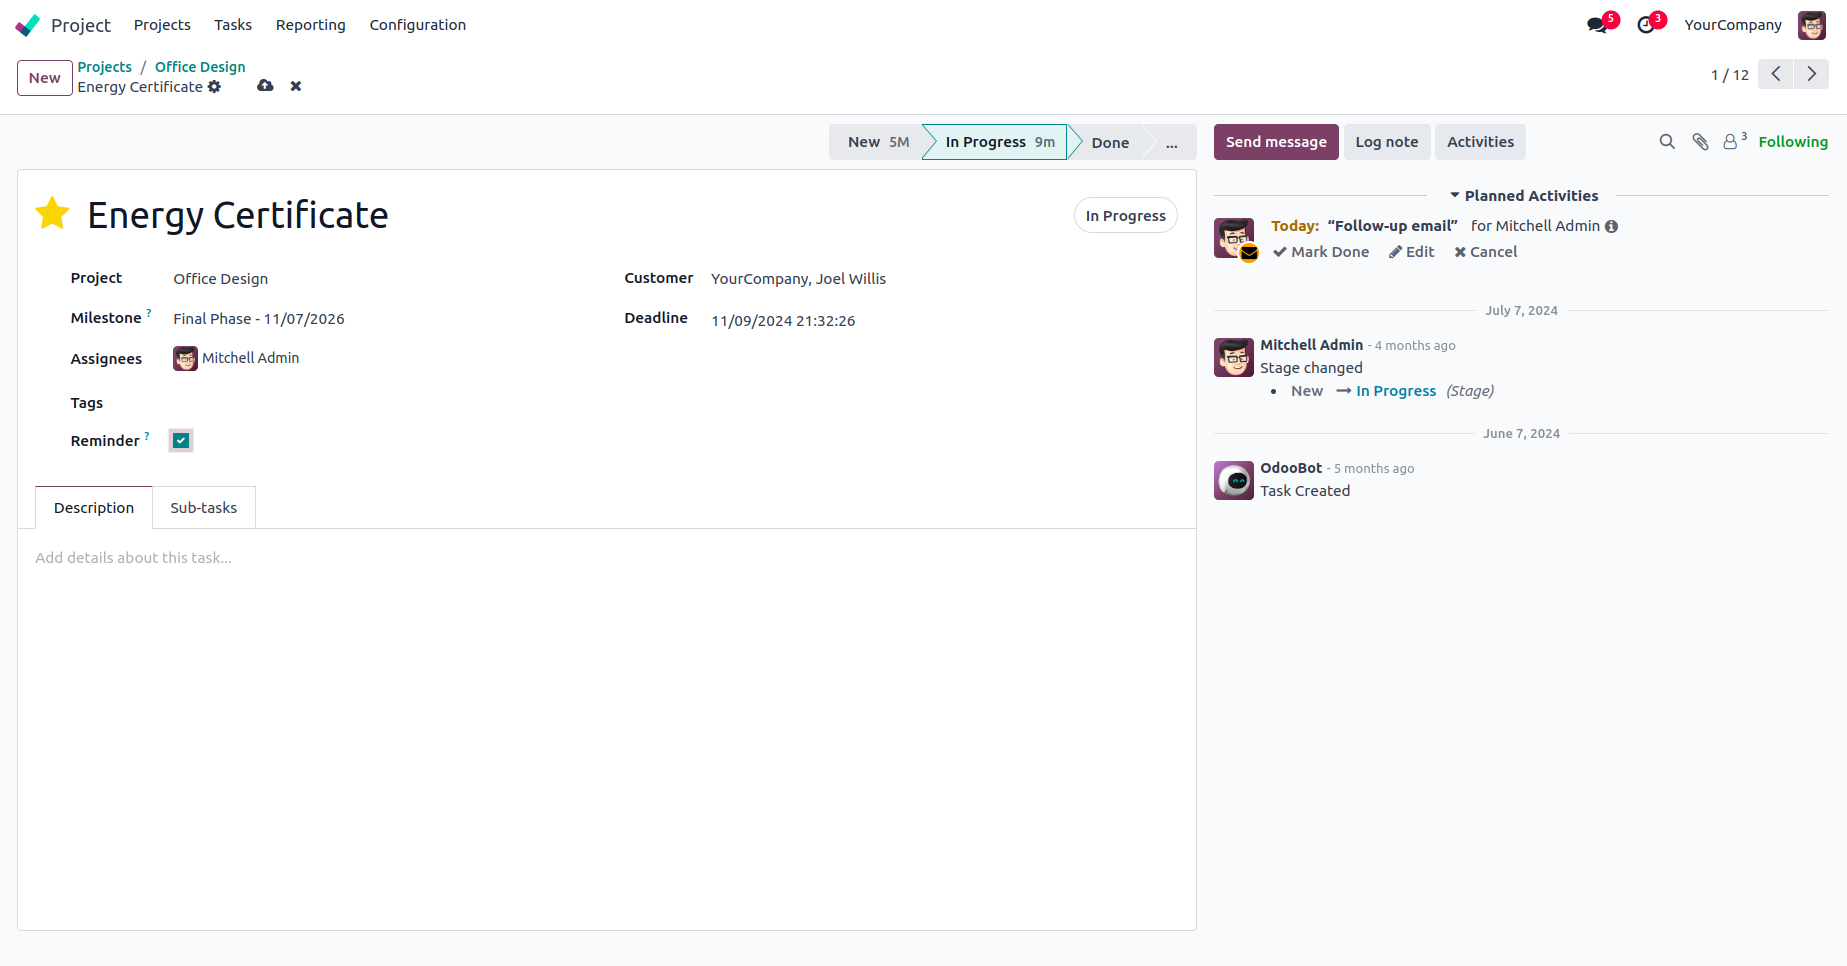 Project Projects Tasks Reporting Configuration 5 3 YourCompany
New Projects / Office Design
Energy Certificate
1 / 12
New 5M In Progress 9m Done ...
Send message Log note Activities 3 Following
Energy Certificate
In Progress
Project Office Design
Customer YourCompany, Joel Willis
Milestone ? Final Phase - 11/07/2026
Deadline 11/09/2024 21:32:26
Assignees Mitchell Admin
Tags
Reminder ?
Description Sub-tasks
Add details about this task...
Planned Activities
Today: “Follow-up email” for Mitchell Admin
Mark Done Edit Cancel
July 7, 2024
Mitchell Admin - 4 months ago
Stage changed
• New → In Progress (Stage)
June 7, 2024
OdooBot - 5 months ago
Task Created